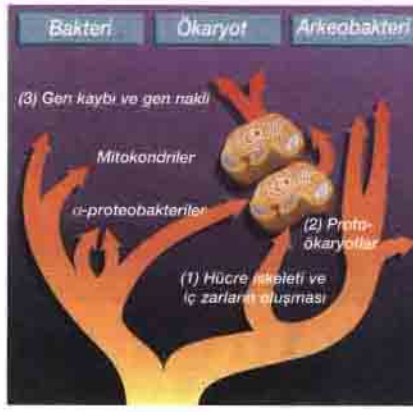 Bakteri
Ökaryot
Arkeobakteri
(3) Gen kaybı ve gen nakli
Mitokondriler
α-proteobakteriler
(2) Proto-
ökaryotlar
(1) Hücre iskeleti ve
iç zarların oluşması